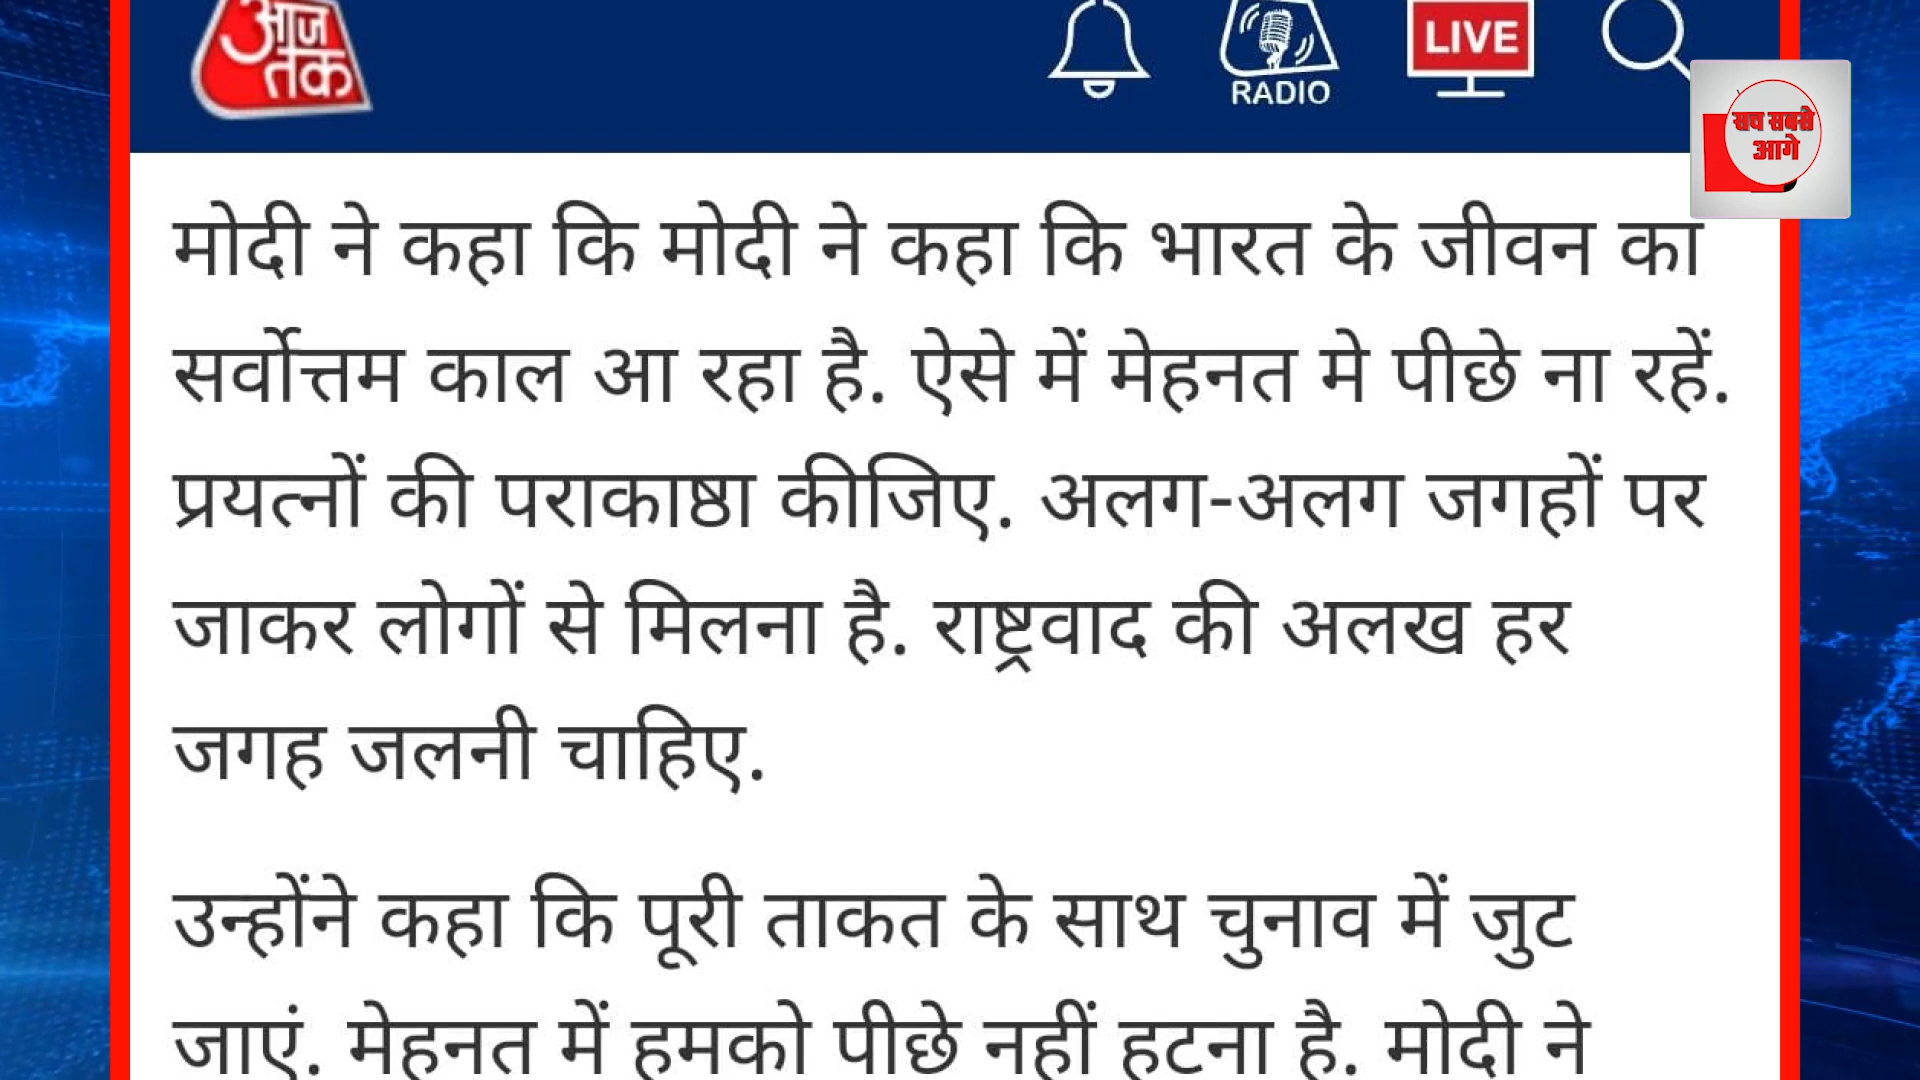 आज
तक
RADIO
LIVE
सच सबसे
आगे
मोदी ने कहा कि मोदी ने कहा कि भारत के जीवन का
सर्वोत्तम काल आ रहा है. ऐसे में मेहनत मे पीछे ना रहें.
प्रयत्नों की पराकाष्ठा कीजिए. अलग-अलग जगहों पर
जाकर लोगों से मिलना है. राष्ट्रवाद की अलख हर
जगह जलनी चाहिए.
उन्होंने कहा कि पूरी ताकत के साथ चुनाव में जुट
जाएं. मेहनत में हमको पीछे नहीं हटना है. मोदी ने